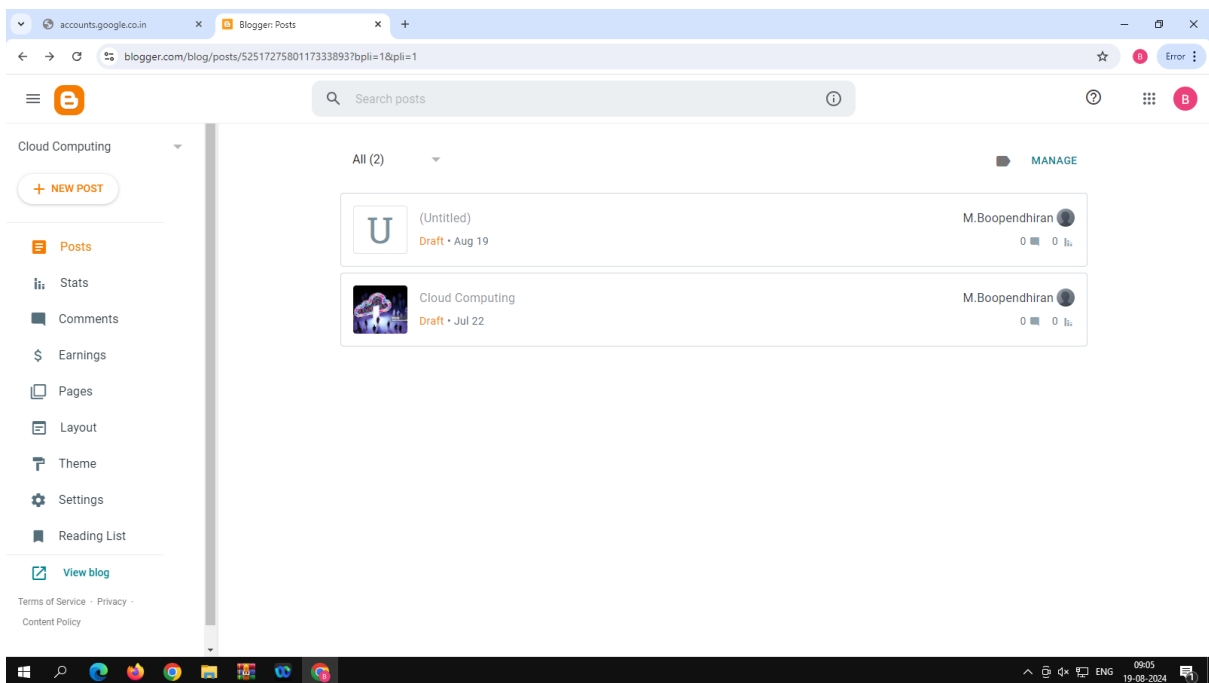 accounts.google.co.in
Blogger: Posts
blogger.com/blog/posts/5251727580117333893?bpli=1&pli=1
B
Error
Search posts
B
Cloud Computing
All (2)
MANAGE
+ NEW POST
U
(Untitled)
M.Boopendhiran
Draft • Aug 19
0 0
Posts
Stats
Comments
Earnings
Pages
Layout
Theme
Settings
Reading List
View blog
Cloud Computing
M.Boopendhiran
Draft • Jul 22
0 0
Terms of Service · Privacy ·
Content Policy
ENG
09:05
19-08-2024